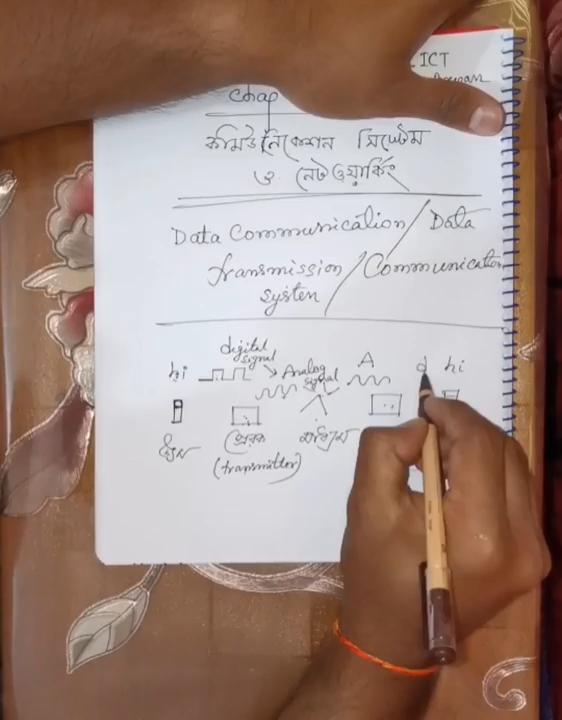 ICT
Chap
কমিউনিকেশন সিস্টেম
ও নেটওয়ার্কিং
Data Communication / Data
transmission / Communication
systen
digital
signal
hi → Analog signal A d hi
উৎস প্রেরক মাধ্যম
(transmitter)